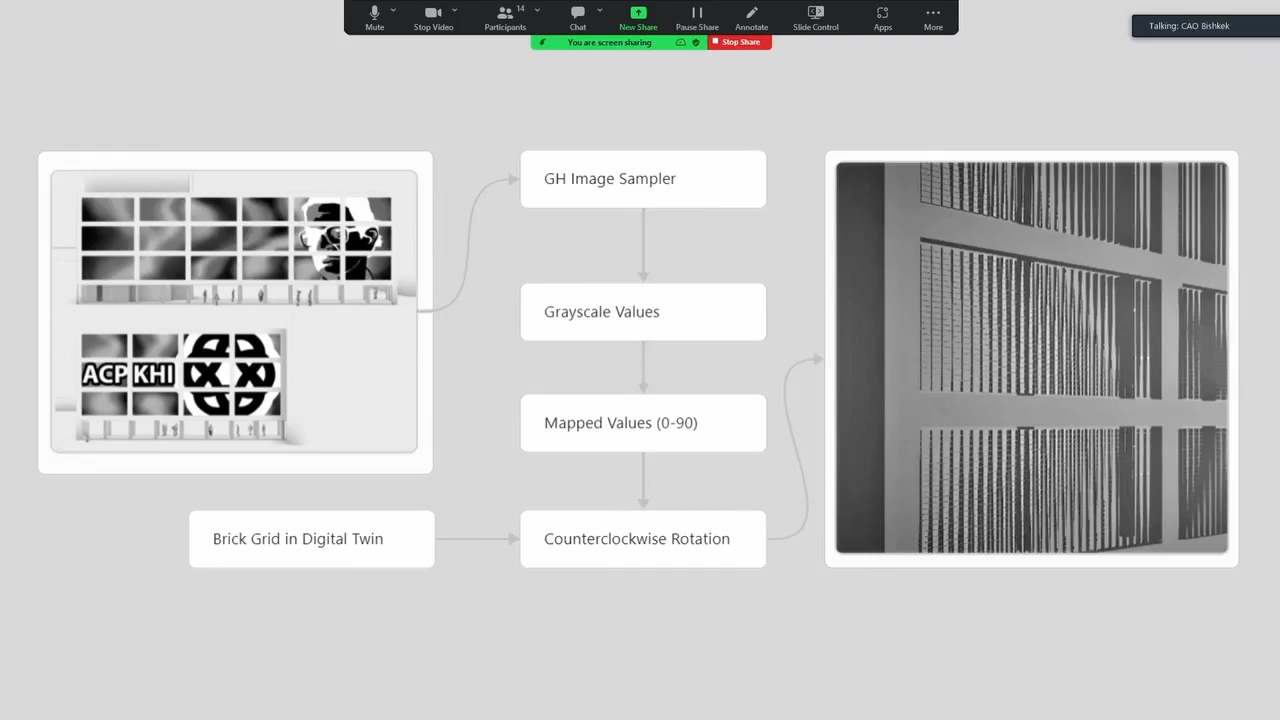 14
Mute
Stop Video
Participants
Chat
New Share
Pause Share
Annotate
Slide Control
Apps
More
You are screen sharing
Stop Share
Talking: CAO Bishkek
GH Image Sampler
Grayscale Values
ACP KHI
Mapped Values (0-90)
Brick Grid in Digital Twin
Counterclockwise Rotation